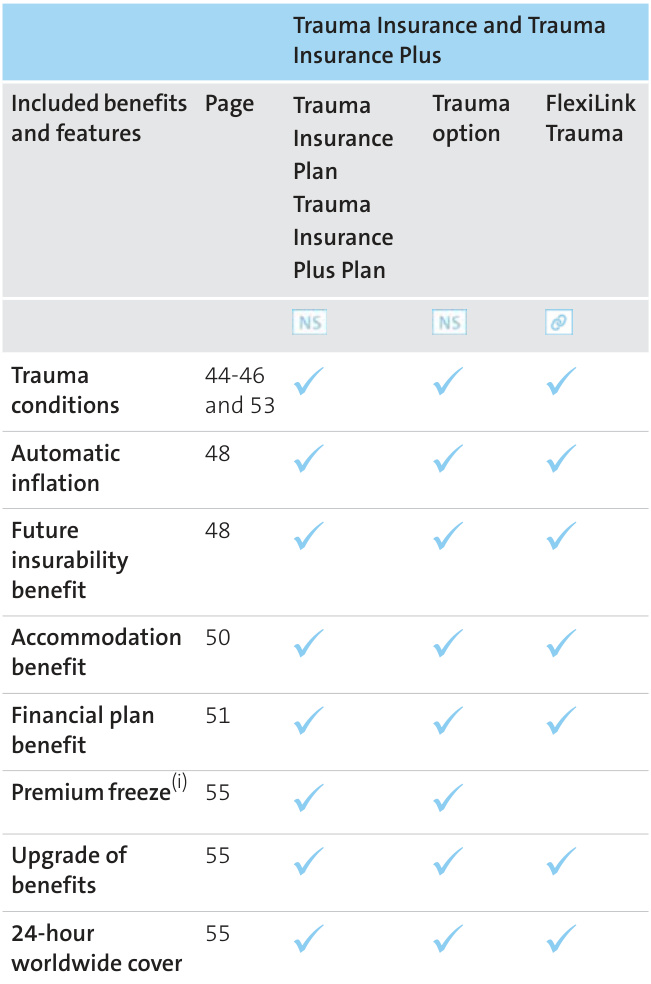 Trauma Insurance and Trauma
Insurance Plus
Included benefits
and features
Page
Trauma
Insurance
Plan
Trauma
Insurance
Plus Plan
Trauma
option
FlexiLink
Trauma
NS
NS
Trauma
conditions
44-46
and 53
Automatic
inflation
48
Future
insurability
benefit
48
Accommodation
benefit
50
Financial plan
benefit
51
Premium freeze(i)
55
Upgrade of
benefits
55
24-hour
worldwide cover
55